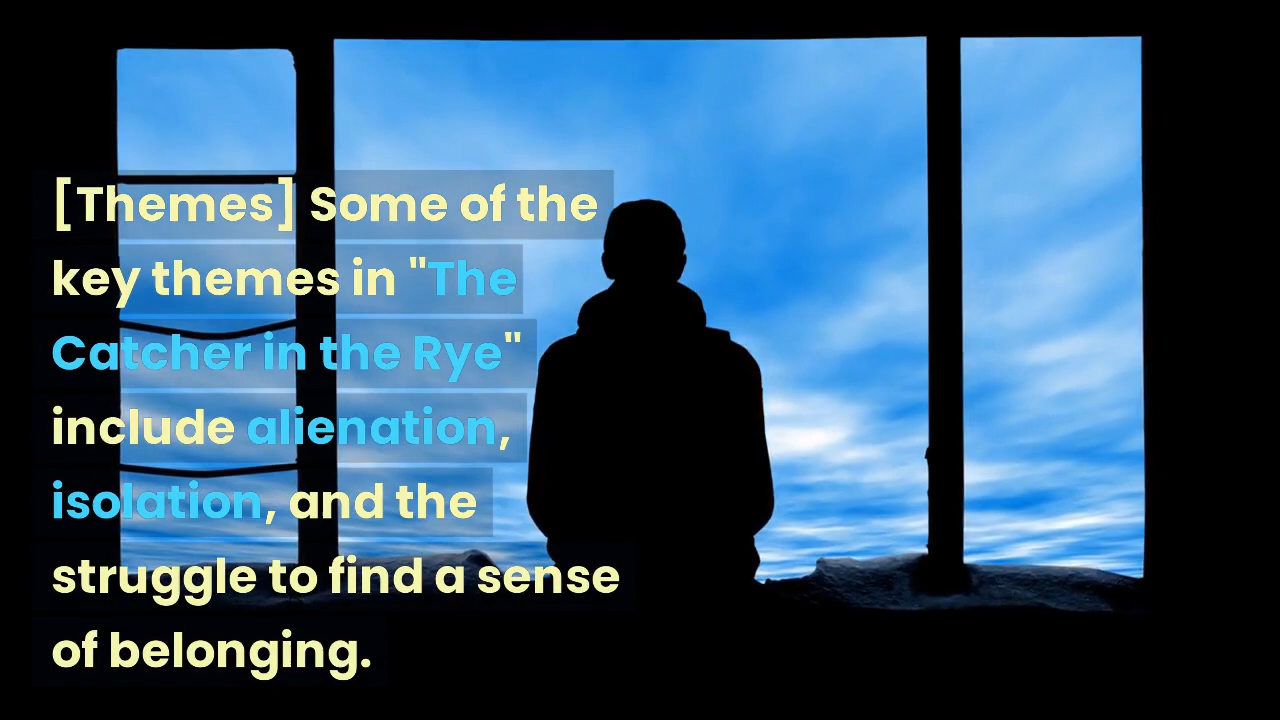 [Themes] Some of the
key themes in "The
Catcher in the Rye"
include alienation,
isolation, and the
struggle to find a sense
of belonging.